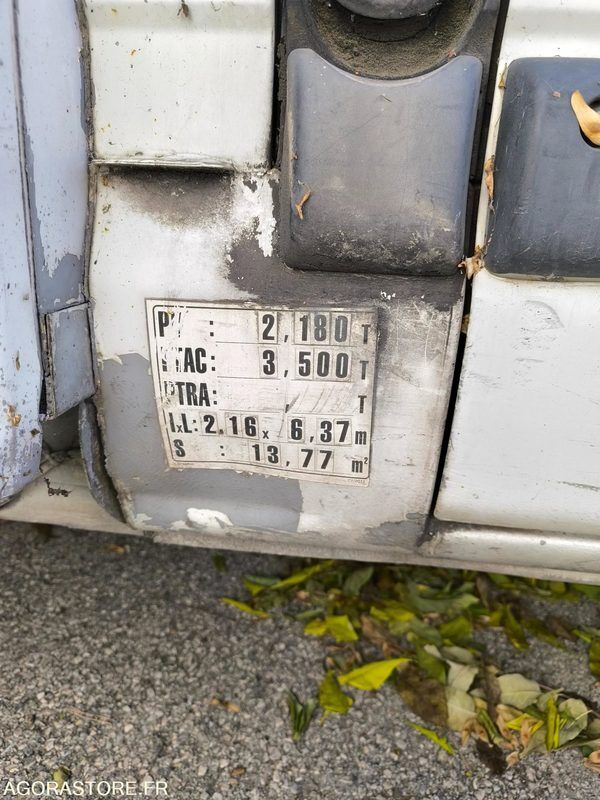 PV : 2,180 T
PTAC: 3,500 T
PTRA: , T
LxL: 2.16 x 6,37 m
S : 13,77 m²
AGORASTORE.FR